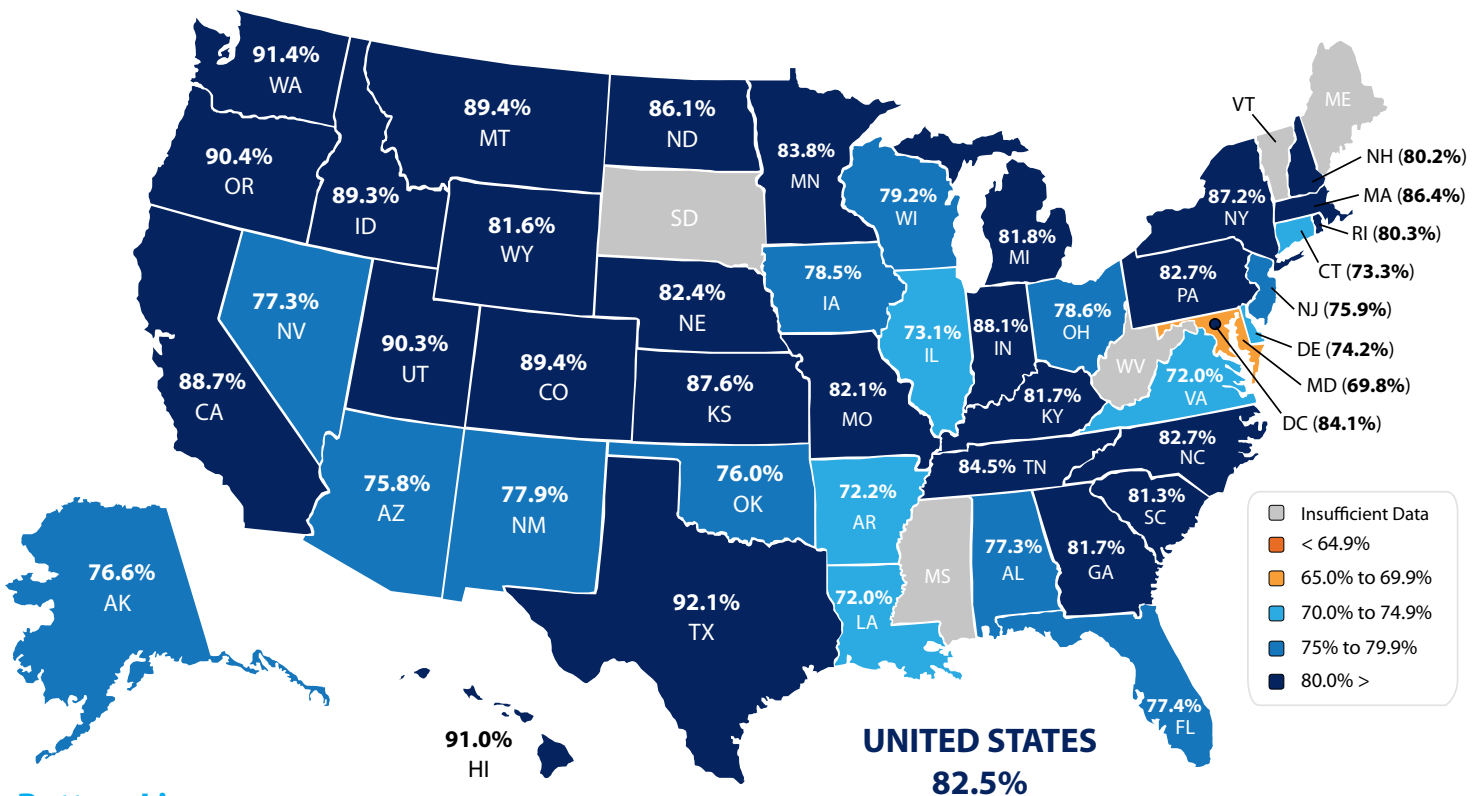 91.4%
WA
90.4%
OR
89.3%
ID
89.4%
MT
86.1%
ND
83.8%
MN
SD
81.6%
WY
79.2%
WI
81.8%
MI
VT
ME
NH (80.2%)
MA (86.4%)
RI (80.3%)
CT (73.3%)
NJ (75.9%)
DE (74.2%)
MD (69.8%)
DC (84.1%)
87.2%
NY
82.7%
PA
78.6%
OH
88.1%
IN
73.1%
IL
78.5%
IA
82.4%
NE
77.3%
NV
90.3%
UT
89.4%
CO
87.6%
KS
82.1%
MO
81.7%
KY
WV
72.0%
VA
88.7%
CA
75.8%
AZ
77.9%
NM
76.0%
OK
72.2%
AR
84.5% TN
82.7%
NC
81.3%
SC
81.7%
GA
77.3%
AL
MS
72.0%
LA
92.1%
TX
77.4%
FL
76.6%
AK
91.0%
HI
Insufficient Data
< 64.9%
65.0% to 69.9%
70.0% to 74.9%
75% to 79.9%
80.0% >
UNITED STATES
82.5%